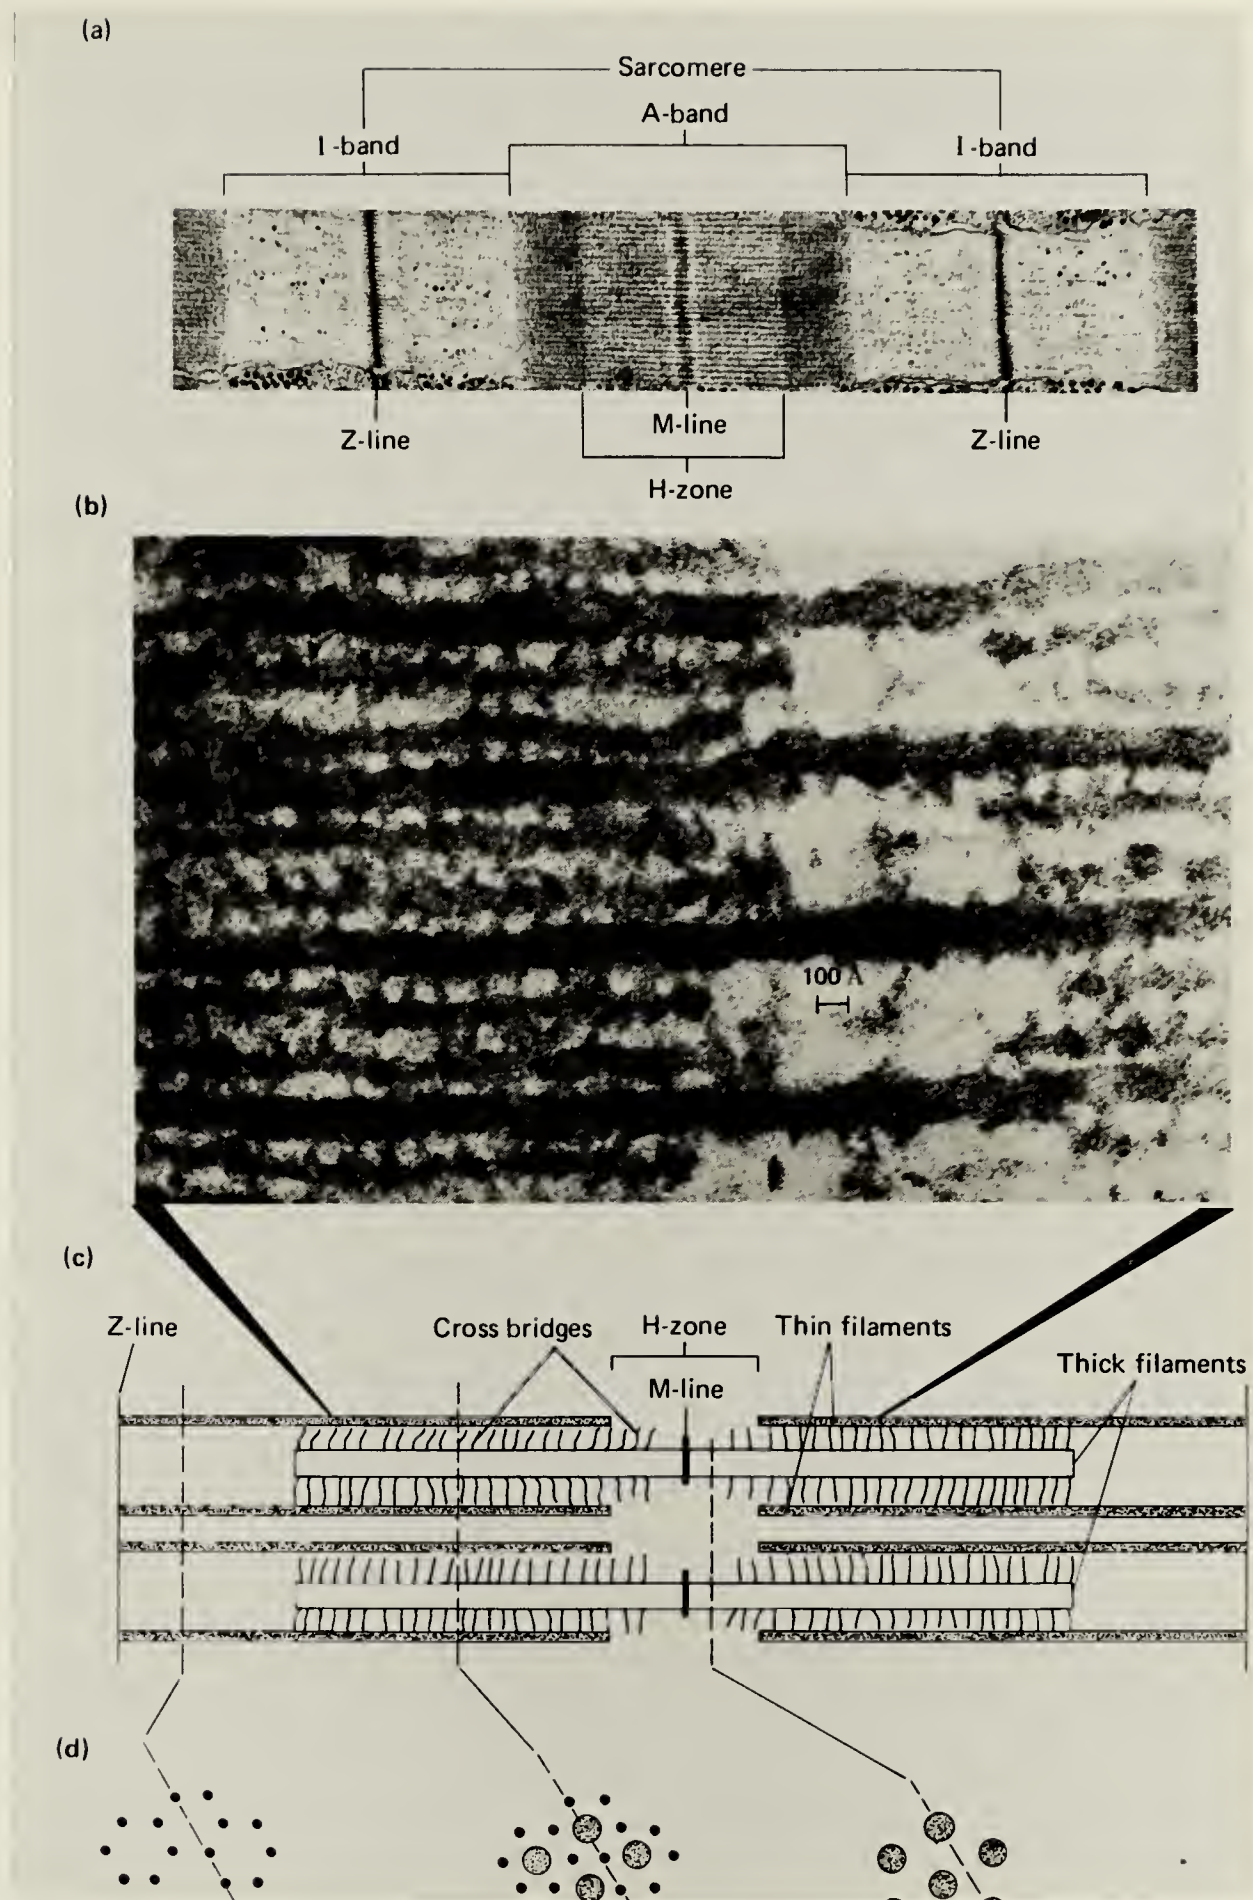 (a)
Sarcomere
A-band
I-band
I-band
Z-line
M-line
Z-line
H-zone
(b)
100 Å
(c)
Z-line
Cross bridges
H-zone
Thin filaments
M-line
Thick filaments
(d)